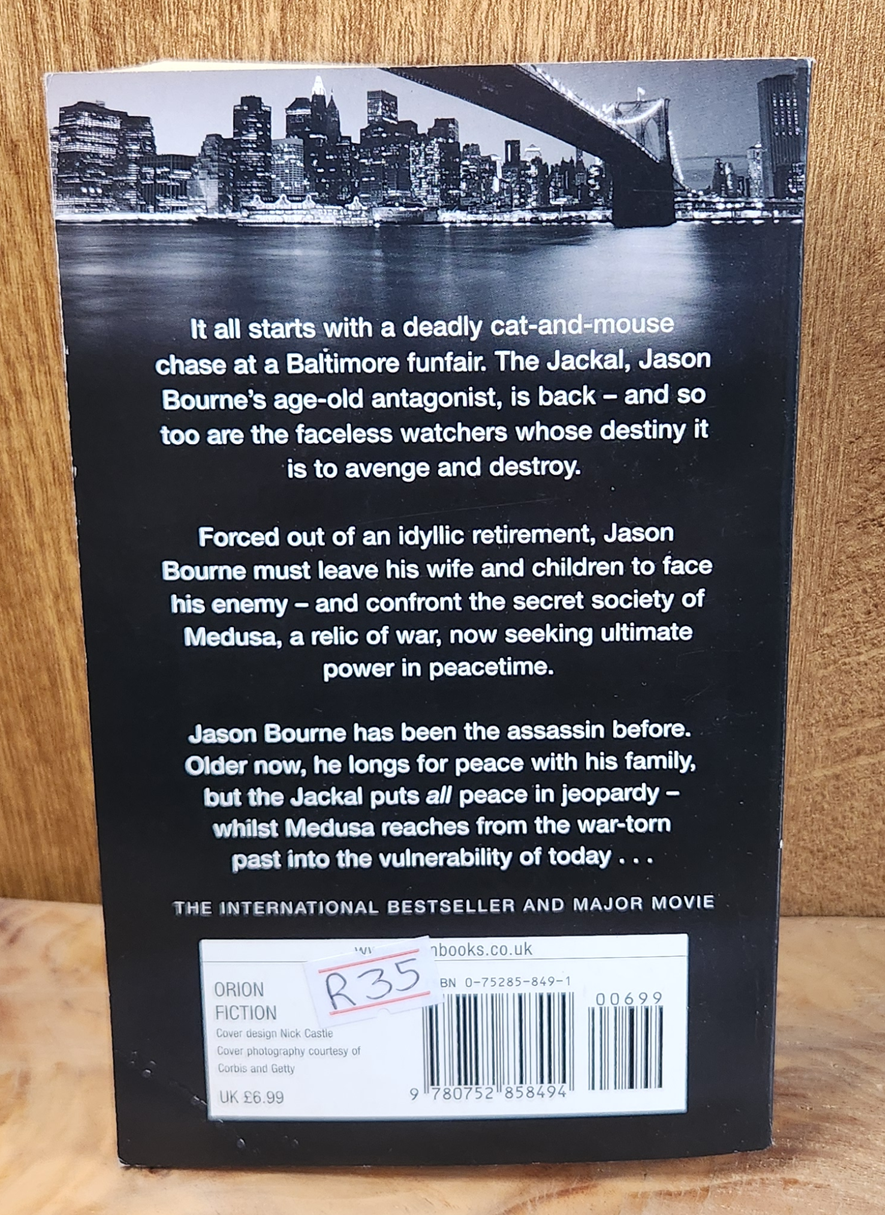 It all starts with a deadly cat-and-mouse
chase at a Baltimore funfair. The Jackal, Jason
Bourne's age-old antagonist, is back – and so
too are the faceless watchers whose destiny it
is to avenge and destroy.
Forced out of an idyllic retirement, Jason
Bourne must leave his wife and children to face
his enemy – and confront the secret society of
Medusa, a relic of war, now seeking ultimate
power in peacetime.
Jason Bourne has been the assassin before.
Older now, he longs for peace with his family,
but the Jackal puts all peace in jeopardy –
whilst Medusa reaches from the war-torn
past into the vulnerability of today . . .
THE INTERNATIONAL BESTSELLER AND MAJOR MOVIE
nbooks.co.uk
R35
BN 0-75285-849-1
00699
ORION
FICTION
Cover design Nick Castle
Cover photography courtesy of
Corbis and Getty
UK £6.99
9 780752 858494